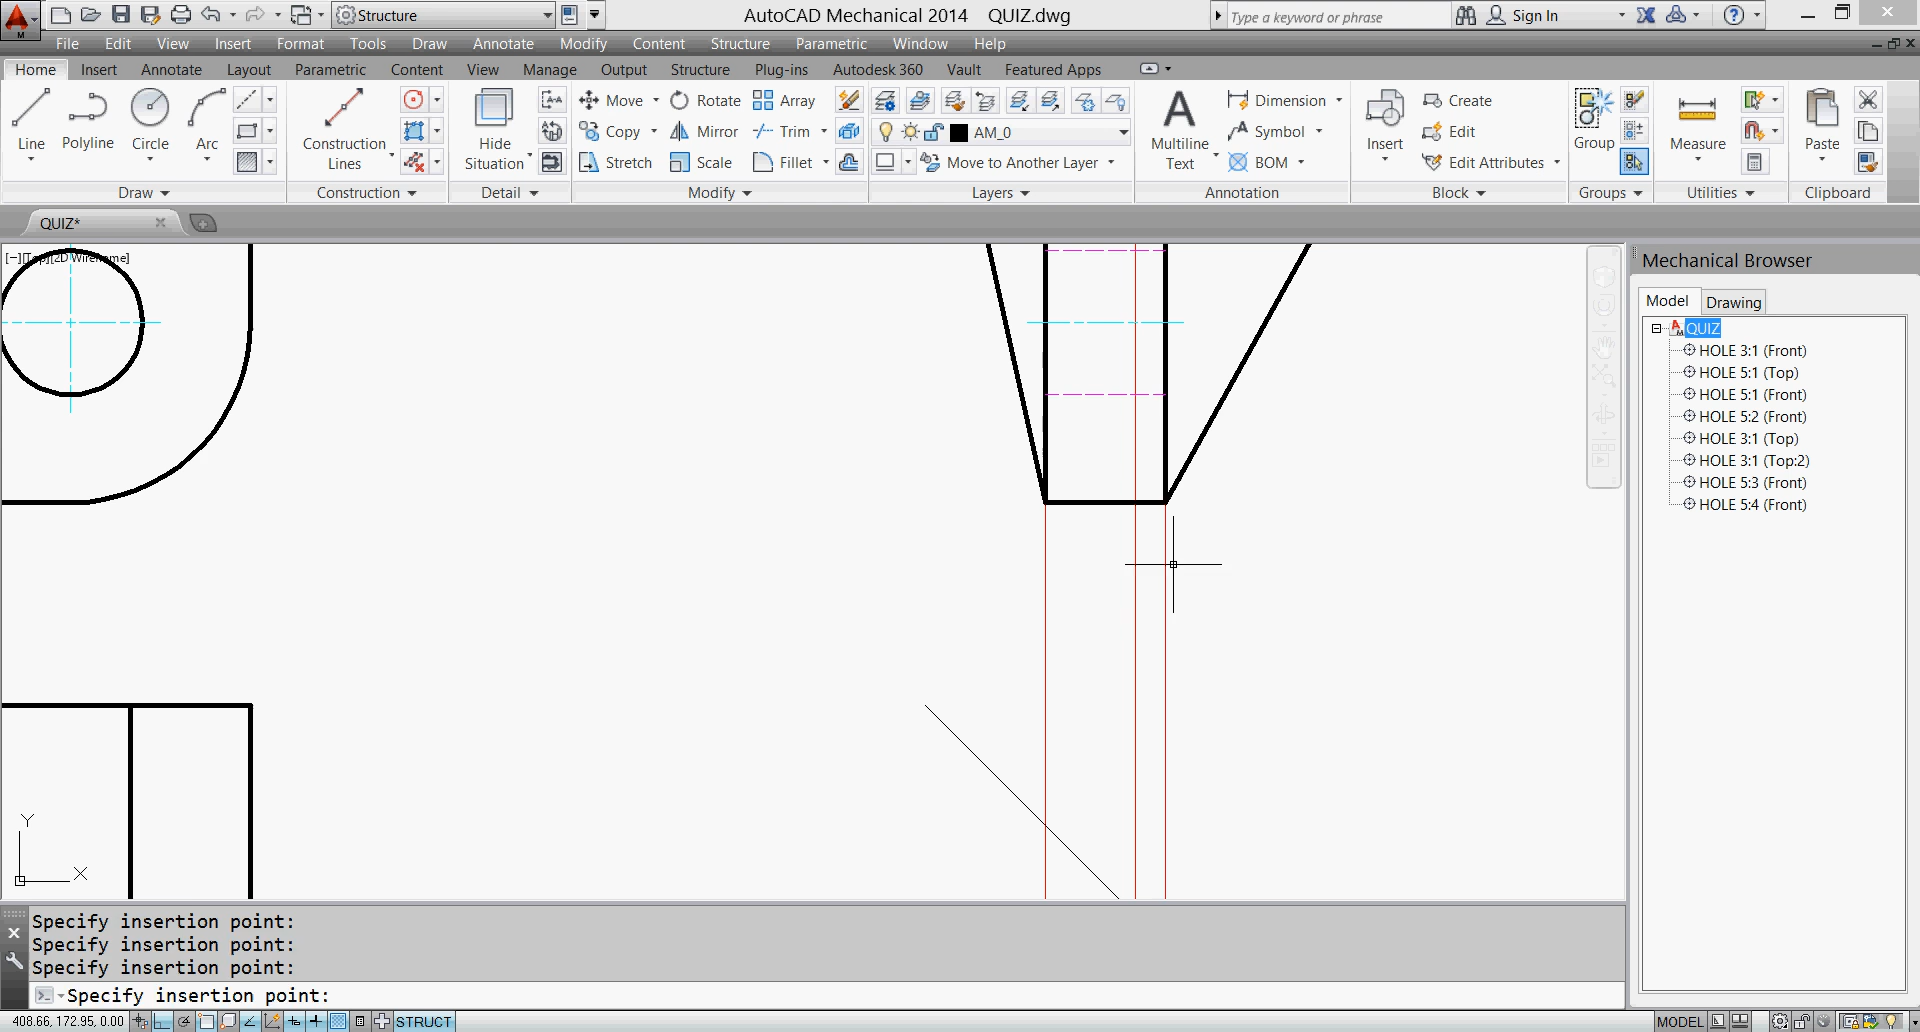 Structure
AutoCAD Mechanical 2014 QUIZ.dwg
Type a keyword or phrase
Sign In
File Edit View Insert Format Tools Draw Annotate Modify Content Structure Parametric Window Help
Home Insert Annotate Layout Parametric Content View Manage Output Structure Plug-ins Autodesk 360 Vault Featured Apps
Line
Polyline
Circle
Arc
Draw
Construction
Lines
Construction
Hide
Situation
Detail
Move Rotate Array
Copy Mirror Trim
Stretch Scale Fillet
Modify
AM_0
Move to Another Layer
Layers
Multiline
Text
Dimension
Symbol
BOM
Annotation
Insert
Create
Edit
Edit Attributes
Block
Group
Groups
Measure
Utilities
Paste
Clipboard
QUIZ*
[−][Top][2D Wireframe]
Y
X
Mechanical Browser
Model Drawing
QUIZ
HOLE 3:1 (Front)
HOLE 5:1 (Top)
HOLE 5:1 (Front)
HOLE 5:2 (Front)
HOLE 3:1 (Top)
HOLE 3:1 (Top:2)
HOLE 5:3 (Front)
HOLE 5:4 (Front)
Specify insertion point:
Specify insertion point:
Specify insertion point:
Specify insertion point:
408.66, 172.95, 0.00
STRUCT
MODEL